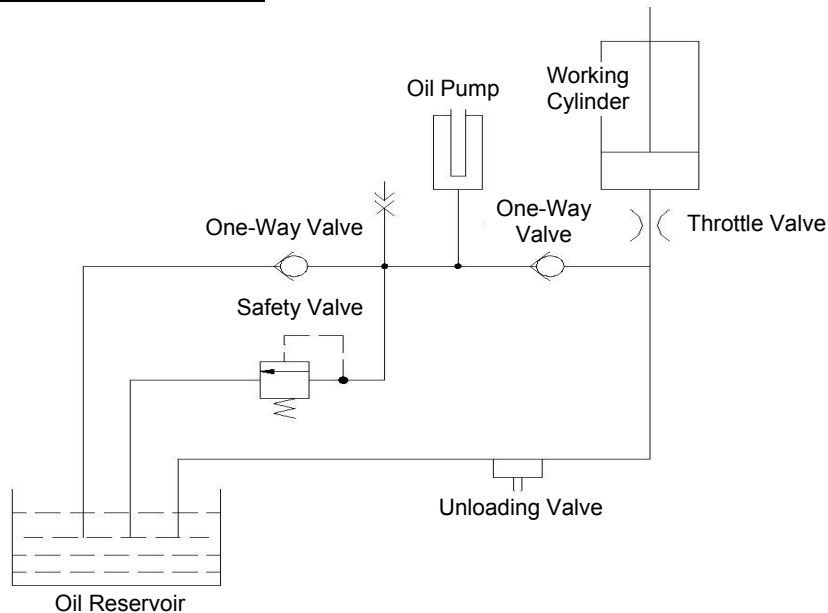 Working
Cylinder
Oil Pump
One-Way
Valve
Throttle Valve
One-Way Valve
Safety Valve
Unloading Valve
Oil Reservoir